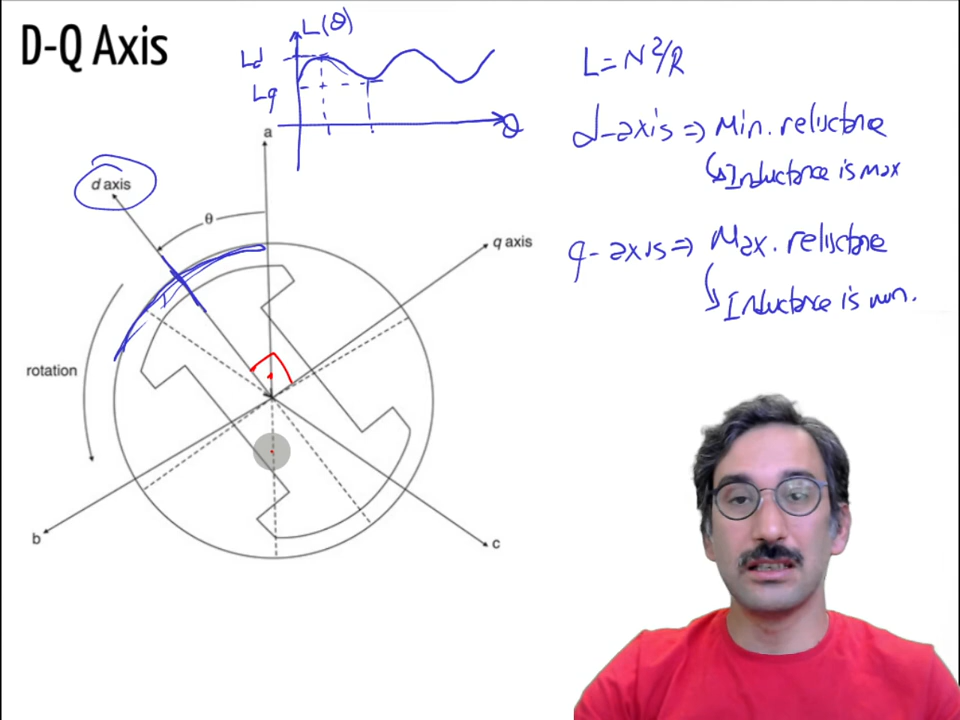 D-Q Axis
L(θ)
Ld
Lq
θ
L = N²/R
d-axis ⇒ Min. reluctance
↳ Inductance is max
q-axis ⇒ Max. reluctance
↳ Inductance is min.
a
d axis
θ
q axis
rotation
b
c